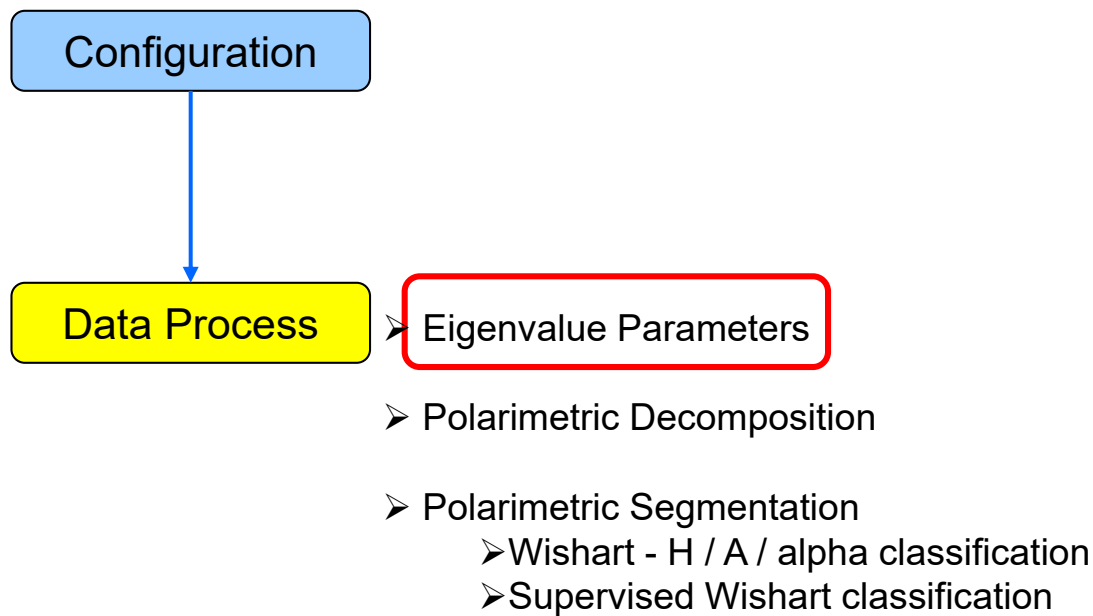 Configuration
Data Process
➢ Eigenvalue Parameters
➢ Polarimetric Decomposition
➢ Polarimetric Segmentation
➢Wishart - H / A / alpha classification
➢Supervised Wishart classification